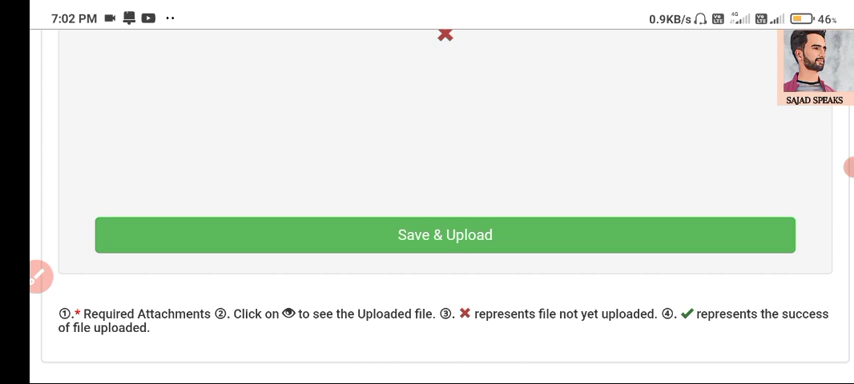 7:02 PM
0.9KB/s 4G 46%
SAJAD SPEAKS
Save & Upload
①.* Required Attachments ②. Click on to see the Uploaded file. ③. ✖ represents file not yet uploaded. ④. ✔ represents the success
of file uploaded.